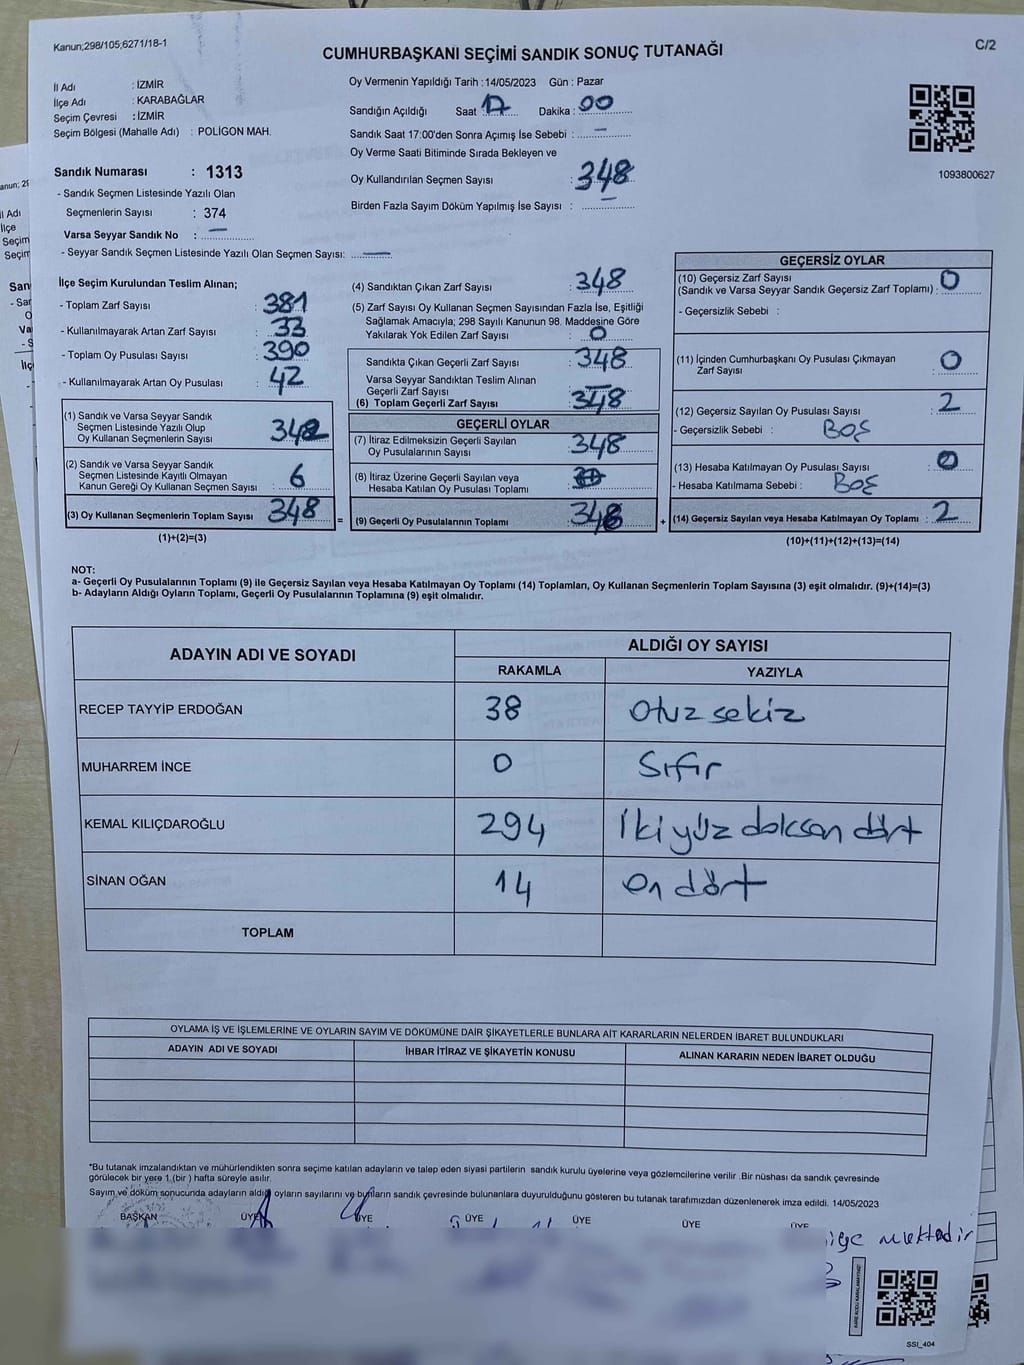 Kanun;298/105;6271/18-1
C/2
CUMHURBAŞKANI SEÇİMİ SANDIK SONUÇ TUTANAĞI
İl Adı : İZMİR
İlçe Adı : KARABAĞLAR
Seçim Çevresi : İZMİR
Seçim Bölgesi (Mahalle Adı) : POLİGON MAH.
Oy Vermenin Yapıldığı Tarih : 14/05/2023 Gün : Pazar
Sandığın Açıldığı Saat : 17 Dakika : 00
Sandık Saat 17:00'den Sonra Açımış İse Sebebi : —
Oy Verme Saati Bitiminde Sırada Bekleyen ve
Oy Kullandırılan Seçmen Sayısı : 348
Birden Fazla Sayım Döküm Yapılmış İse Sayısı : —
1093800627
Sandık Numarası : 1313
- Sandık Seçmen Listesinde Yazılı Olan
Seçmenlerin Sayısı : 374
Varsa Seyyar Sandık No : —
- Seyyar Sandık Seçmen Listesinde Yazılı Olan Seçmen Sayısı: —
İlçe Seçim Kurulundan Teslim Alınan;
- Toplam Zarf Sayısı : 381
- Kullanılmayarak Artan Zarf Sayısı : 33
- Toplam Oy Pusulası Sayısı : 390
- Kullanılmayarak Artan Oy Pusulası : 42
(1) Sandık ve Varsa Seyyar Sandık
Seçmen Listesinde Yazılı Olup
Oy Kullanan Seçmenlerin Sayısı 342
(2) Sandık ve Varsa Seyyar Sandık
Seçmen Listesinde Kayıtlı Olmayan
Kanun Gereği Oy Kullanan Seçmen Sayısı : 6
(3) Oy Kullanan Seçmenlerin Toplam Sayısı 348
(1)+(2)=(3)
=
(4) Sandıktan Çıkan Zarf Sayısı : 348
(5) Zarf Sayısı Oy Kullanan Seçmen Sayısından Fazla İse, Eşitliği
Sağlamak Amacıyla; 298 Sayılı Kanunun 98. Maddesine Göre
Yakılarak Yok Edilen Zarf Sayısı : 0
Sandıkta Çıkan Geçerli Zarf Sayısı : 348
Varsa Seyyar Sandıktan Teslim Alınan
Geçerli Zarf Sayısı
(6) Toplam Geçerli Zarf Sayısı : 348
GEÇERLİ OYLAR
(7) İtiraz Edilmeksizin Geçerli Sayılan
Oy Pusulalarının Sayısı : 348
(8) İtiraz Üzerine Geçerli Sayılan veya
Hesaba Katılan Oy Pusulası Toplamı :
(9) Geçerli Oy Pusulalarının Toplamı : 346
+
GEÇERSİZ OYLAR
(10) Geçersiz Zarf Sayısı
(Sandık ve Varsa Seyyar Sandık Geçersiz Zarf Toplamı) : 0
- Geçersizlik Sebebi :
(11) İçinden Cumhurbaşkanı Oy Pusulası Çıkmayan
Zarf Sayısı : 0
(12) Geçersiz Sayılan Oy Pusulası Sayısı : 2
- Geçersizlik Sebebi : BOŞ
(13) Hesaba Katılmayan Oy Pusulası Sayısı : 0
- Hesaba Katılmama Sebebi : BOŞ
(14) Geçersiz Sayılan veya Hesaba Katılmayan Oy Toplamı : 2
(10)+(11)+(12)+(13)=(14)
NOT:
a- Geçerli Oy Pusulalarının Toplamı (9) ile Geçersiz Sayılan veya Hesaba Katılmayan Oy Toplamı (14) Toplamları, Oy Kullanan Seçmenlerin Toplam Sayısına (3) eşit olmalıdır. (9)+(14)=(3)
b- Adayların Aldığı Oyların Toplamı, Geçerli Oy Pusulalarının Toplamına (9) eşit olmalıdır.
ADAYIN ADI VE SOYADI ALDIĞI OY SAYISI
RAKAMLA YAZIYLA
RECEP TAYYİP ERDOĞAN 38 Otuz sekiz
MUHARREM İNCE 0 Sıfır
KEMAL KILIÇDAROĞLU 294 İki yüz doksan dört
SİNAN OĞAN 14 On dört
TOPLAM
OYLAMA İŞ VE İŞLEMLERİNE VE OYLARIN SAYIM VE DÖKÜMÜNE DAİR ŞİKAYETLERLE BUNLARA AİT KARARLARIN NELERDEN İBARET BULUNDUKLARI
ADAYIN ADI VE SOYADI İHBAR İTİRAZ VE ŞİKAYETİN KONUSU ALINAN KARARIN NEDEN İBARET OLDUĞU
*Bu tutanak imzalandıktan ve mühürlendikten sonra seçime katılan adayların ve talep eden siyasi partilerin sandık kurulu üyelerine veya gözlemcilerine verilir .Bir nüshası da sandık çevresinde
görülecek bir yere 1 (bir ) hafta süreyle asılır.
Sayım ve döküm sonucunda adayların aldığı oyların sayılarını ve bunların sandık çevresinde bulunanlara duyurulduğunu gösteren bu tutanak tarafımızdan düzenlenerek imza edildi. 14/05/2023
BAŞKAN ÜYE ÜYE ÜYE ÜYE ÜYE ÜYE
SSI_404